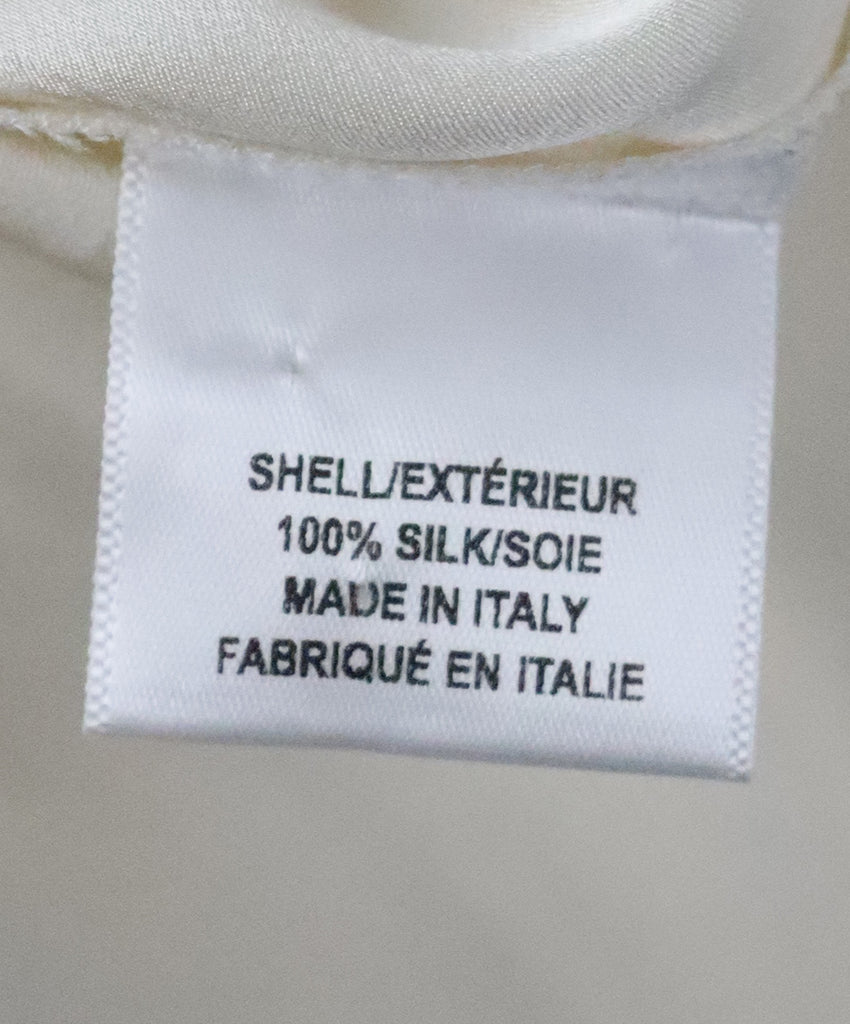 SHELL/EXTÉRIEUR
100% SILK/SOIE
MADE IN ITALY
FABRIQUÉ EN ITALIE